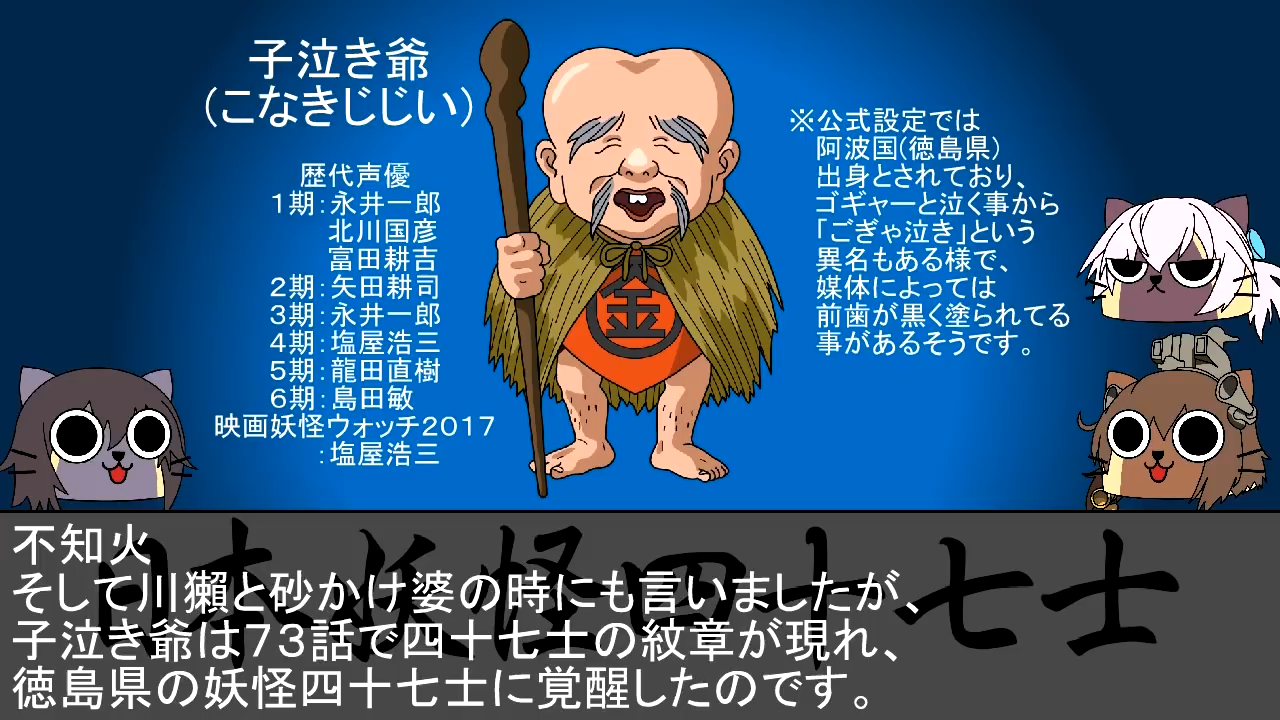 子泣き爺
(こなきじじい)
歴代声優
1期:永井一郎
北川国彦
富田耕吉
2期:矢田耕司
3期:永井一郎
4期:塩屋浩三
5期:龍田直樹
6期:島田敏
映画妖怪ウォッチ2017
:塩屋浩三
金
※公式設定では
阿波国(徳島県)
出身とされており、
ゴギャーと泣く事から
「ごぎゃ泣き」という
異名もある様で、
媒体によっては
前歯が黒く塗られてる
事があるそうです。
日本妖怪四十七士
不知火
そして川獺と砂かけ婆の時にも言いましたが、
子泣き爺は73話で四十七士の紋章が現れ、
徳島県の妖怪四十七士に覚醒したのです。